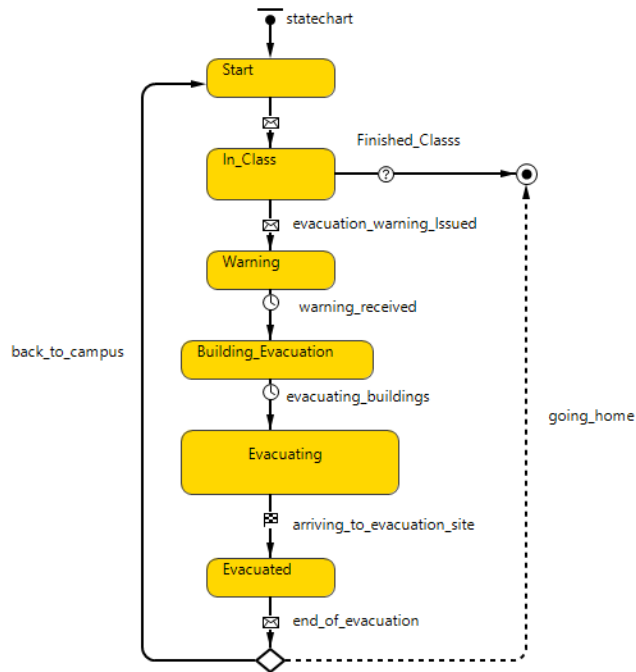 statechart
Start
Finished_Classs
In_Class
evacuation_warning_Issued
Warning
warning_received
back_to_campus
Building_Evacuation
evacuating_buildings
going_home
Evacuating
arriving_to_evacuation_site
Evacuated
end_of_evacuation